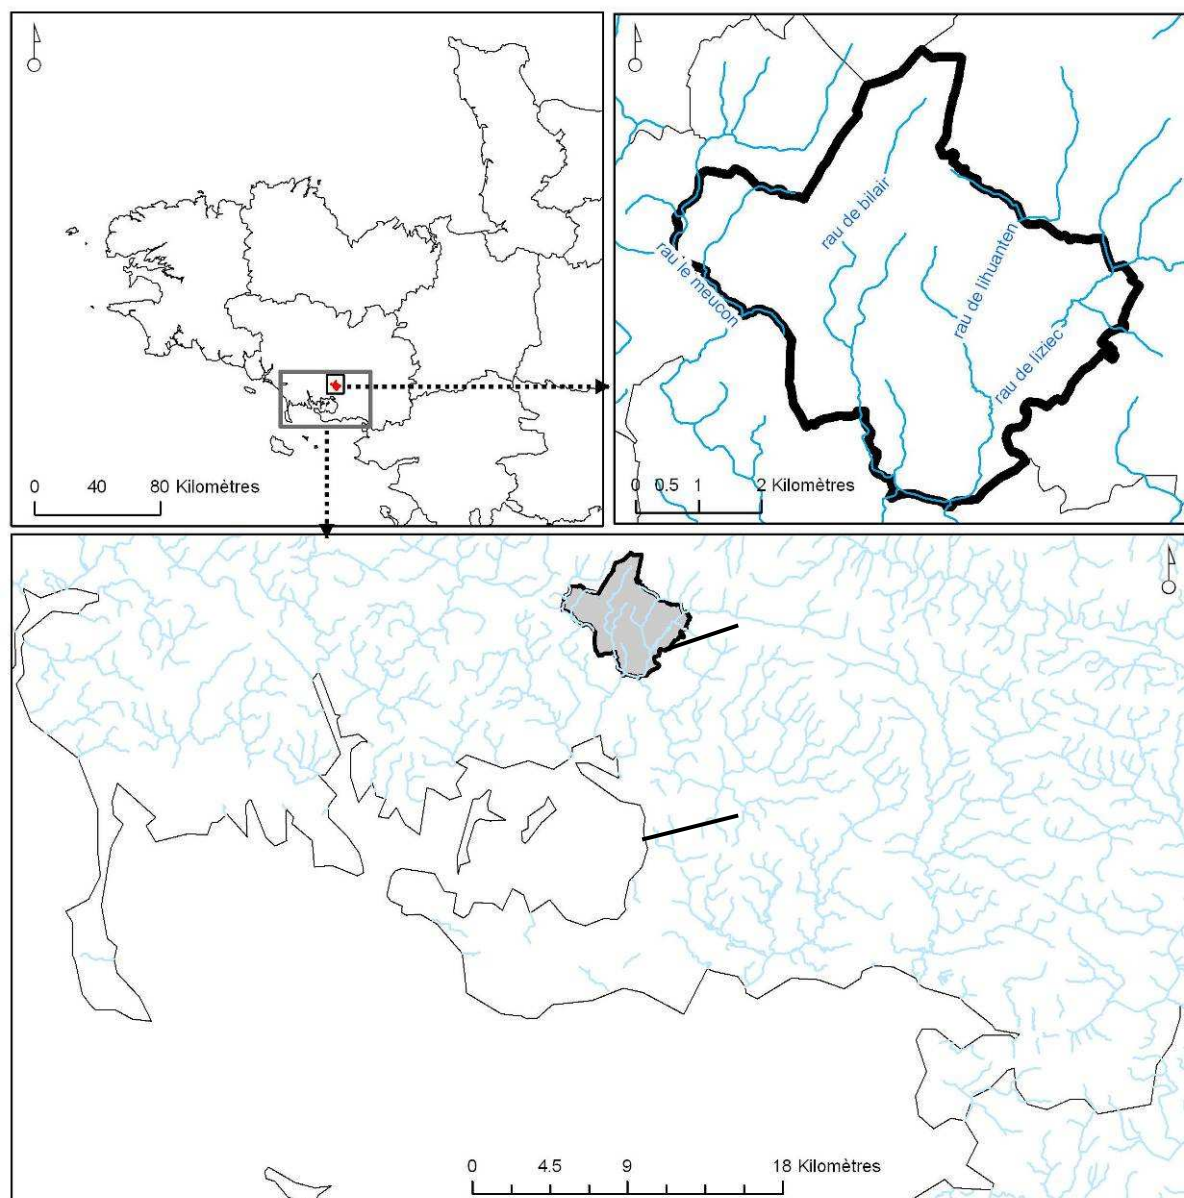 0 40 80 Kilomètres
rau de bilair
rau le meucon
rau de lihuanten
rau de liziec
0 0.5 1 2 Kilomètres
0 4.5 9 18 Kilomètres